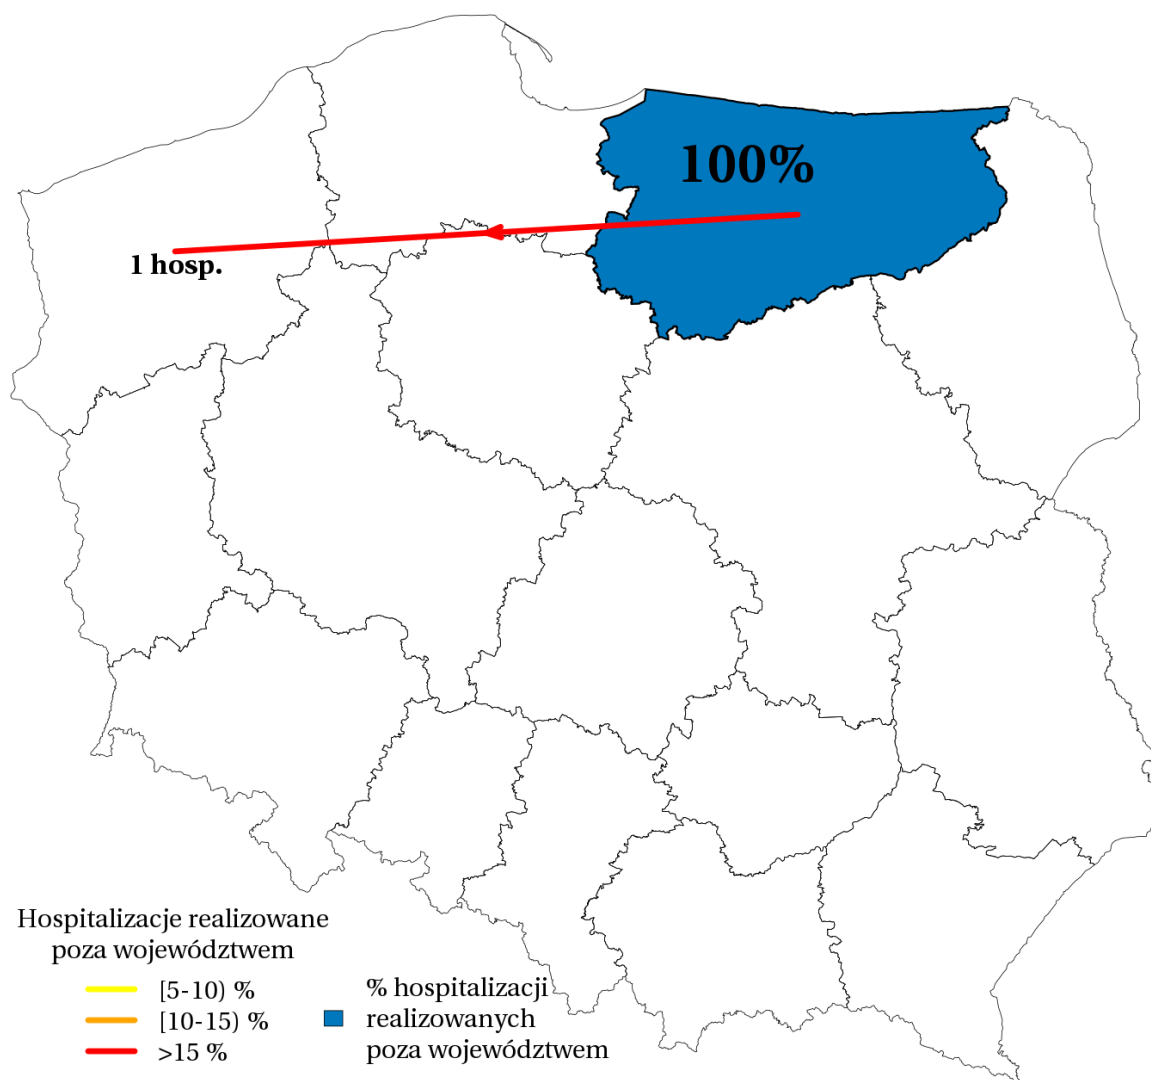 100%
1 hosp.
Hospitalizacje realizowane
poza województwem
[5-10) %
[10-15) %
>15 %
% hospitalizacji
realizowanych
poza województwem